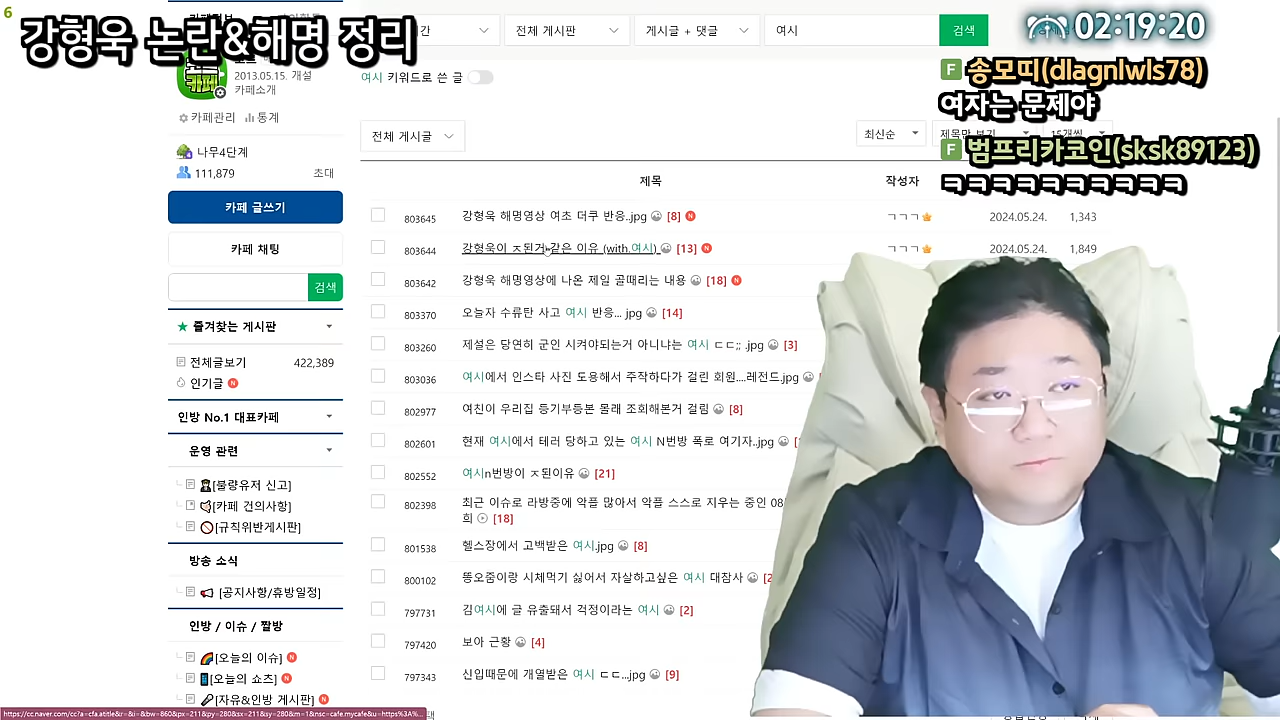 6
강형욱 논란&해명 정리
전체 게시판
게시글 + 댓글
여시
검색
02:19:20
카페
2013.05.15. 개설
카페소개
여시 키워드로 쓴 글
F 송모띠(dlagnlwls78)
여자는 문제야
F 범프리카코인(sksk89123)
ㅋㅋㅋㅋㅋㅋㅋㅋㅋㅋ
카페관리 통계
나무4단계
111,879 초대
카페 글쓰기
카페 채팅
검색
★ 즐겨찾는 게시판
전체글보기 422,389
인기글 N
인방 No.1 대표카페
운영 관련
[불량유저 신고]
[카페 건의사항]
[규칙위반게시판]
방송 소식
[공지사항/휴방일정]
인방 / 이슈 / 짤방
[오늘의 이슈] N
[오늘의 쇼츠] N
[자유&인방 게시판] N
전체 게시글
최신순
제목만 보기
15개씩
제목 작성자
803645 강형욱 해명영상 여초 더쿠 반응..jpg [8] N ㄱㄱㄱ 2024.05.24. 1,343
803644 강형욱이 ㅈ된거 같은 이유 (with.여시) [13] N ㄱㄱㄱ 2024.05.24. 1,849
803642 강형욱 해명영상에 나온 제일 골때리는 내용 [18] N
803370 오늘자 수류탄 사고 여시 반응... jpg [14]
803260 제설은 당연히 군인 시켜야되는거 아니냐는 여시 ㄷㄷ;; .jpg [3]
803036 여시에서 인스타 사진 도용해서 주작하다가 걸린 회원....레전드.jpg
802977 여친이 우리집 등기부등본 몰래 조회해본거 걸림 [8]
802601 현재 여시에서 테러 당하고 있는 여시 N번방 폭로 여기자..jpg
802552 여시n번방이 ㅈ된이유 [21]
802398 최근 이슈로 라방중에 악플 많아서 악플 스스로 지우는 중인 08
희 [18]
801538 헬스장에서 고백받은 여시.jpg [8]
800102 똥오줌이랑 시체먹기 싫어서 자살하고싶은 여시 대참사
797731 김여시에 글 유출돼서 걱정이라는 여시 [2]
797420 보아 근황 [4]
797343 신입때문에 개열받은 여시 ㄷㄷ...jpg [9]